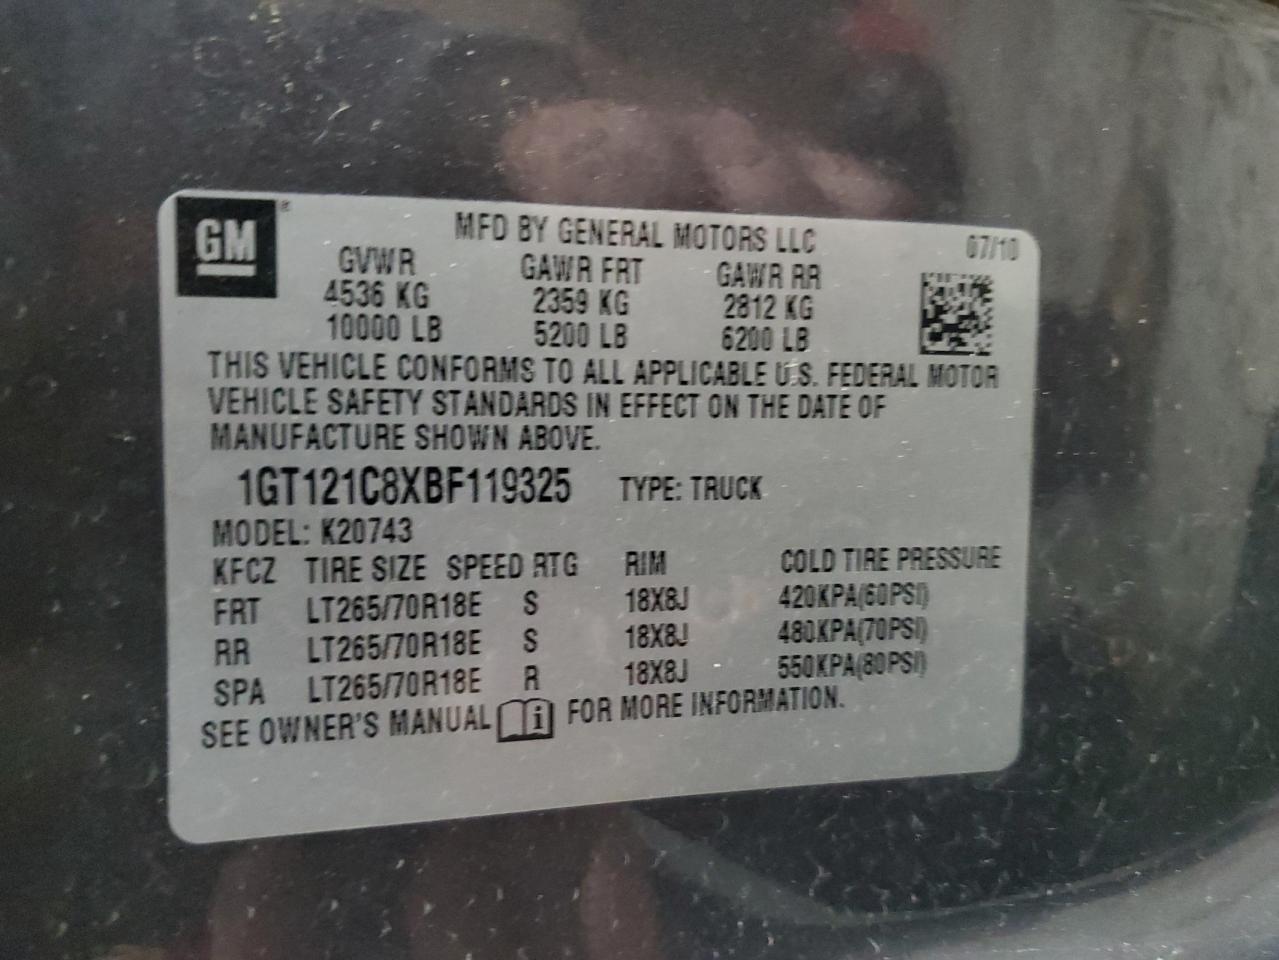 GM®
MFD BY GENERAL MOTORS LLC 07/10
GVWR GAWR FRT GAWR RR
4536 KG 2359 KG 2812 KG
10000 LB 5200 LB 6200 LB
THIS VEHICLE CONFORMS TO ALL APPLICABLE U.S. FEDERAL MOTOR
VEHICLE SAFETY STANDARDS IN EFFECT ON THE DATE OF
MANUFACTURE SHOWN ABOVE.
1GT121C8XBF119325 TYPE: TRUCK
MODEL: K20743
KFCZ TIRE SIZE SPEED RTG RIM COLD TIRE PRESSURE
FRT LT265/70R18E S 18X8J 420KPA(60PSI)
RR LT265/70R18E S 18X8J 480KPA(70PSI)
SPA LT265/70R18E R 18X8J 550KPA(80PSI)
SEE OWNER'S MANUAL i FOR MORE INFORMATION.